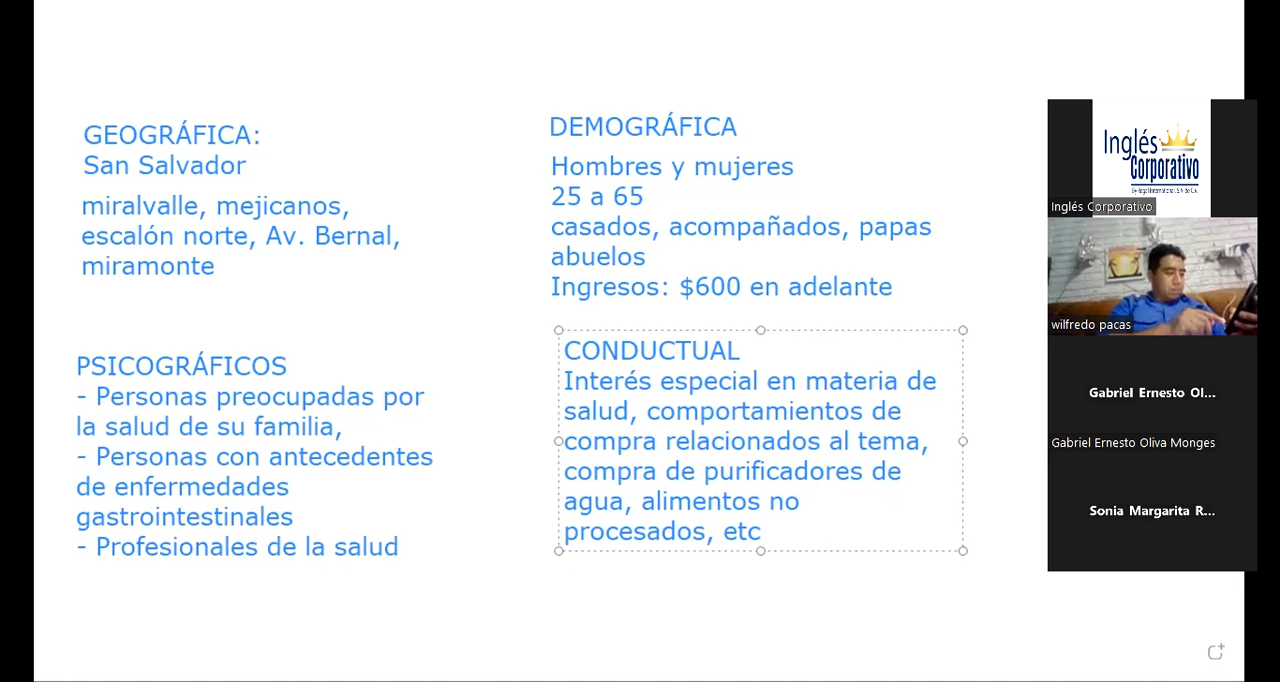 GEOGRÁFICA:
San Salvador
miralvalle, mejicanos,
escalón norte, Av. Bernal,
miramonte
DEMOGRÁFICA
Hombres y mujeres
25 a 65
casados, acompañados, papas
abuelos
Ingresos: $600 en adelante
PSICOGRÁFICOS
- Personas preocupadas por
la salud de su familia,
- Personas con antecedentes
de enfermedades
gastrointestinales
- Profesionales de la salud
CONDUCTUAL
Interés especial en materia de
salud, comportamientos de
compra relacionados al tema,
compra de purificadores de
agua, alimentos no
procesados, etc
Inglés
Corporativo
Inglés Corporativo
wilfredo pacas
Gabriel Ernesto Ol...
Gabriel Ernesto Oliva Monges
Sonia Margarita R...